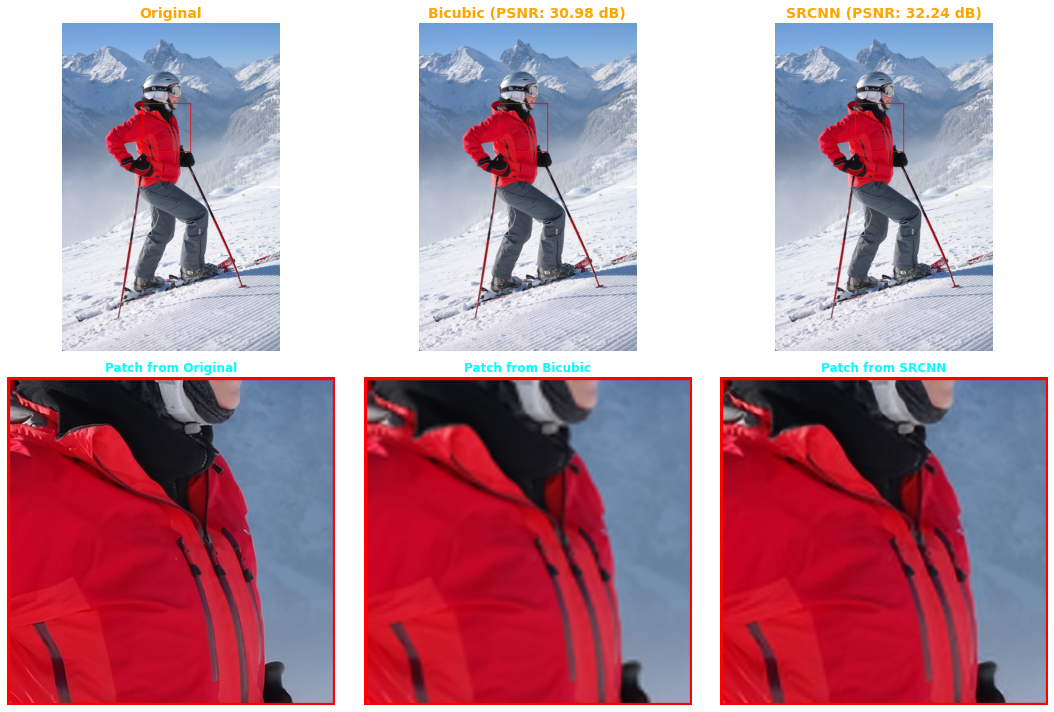 Original
Bicubic (PSNR: 30.98 dB)
SRCNN (PSNR: 32.24 dB)
Patch from Original
Patch from Bicubic
Patch from SRCNN